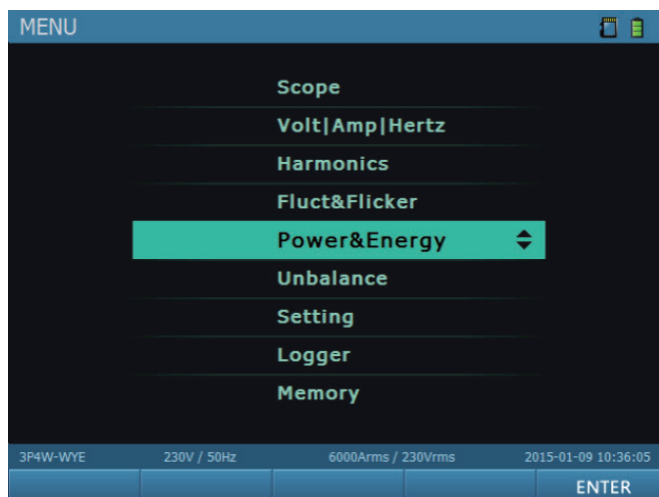 MENU
Scope
Volt|Amp|Hertz
Harmonics
Fluct&Flicker
Power&Energy
Unbalance
Setting
Logger
Memory
3P4W-WYE 230V / 50Hz 6000Arms / 230Vrms 2015-01-09 10:36:05
ENTER